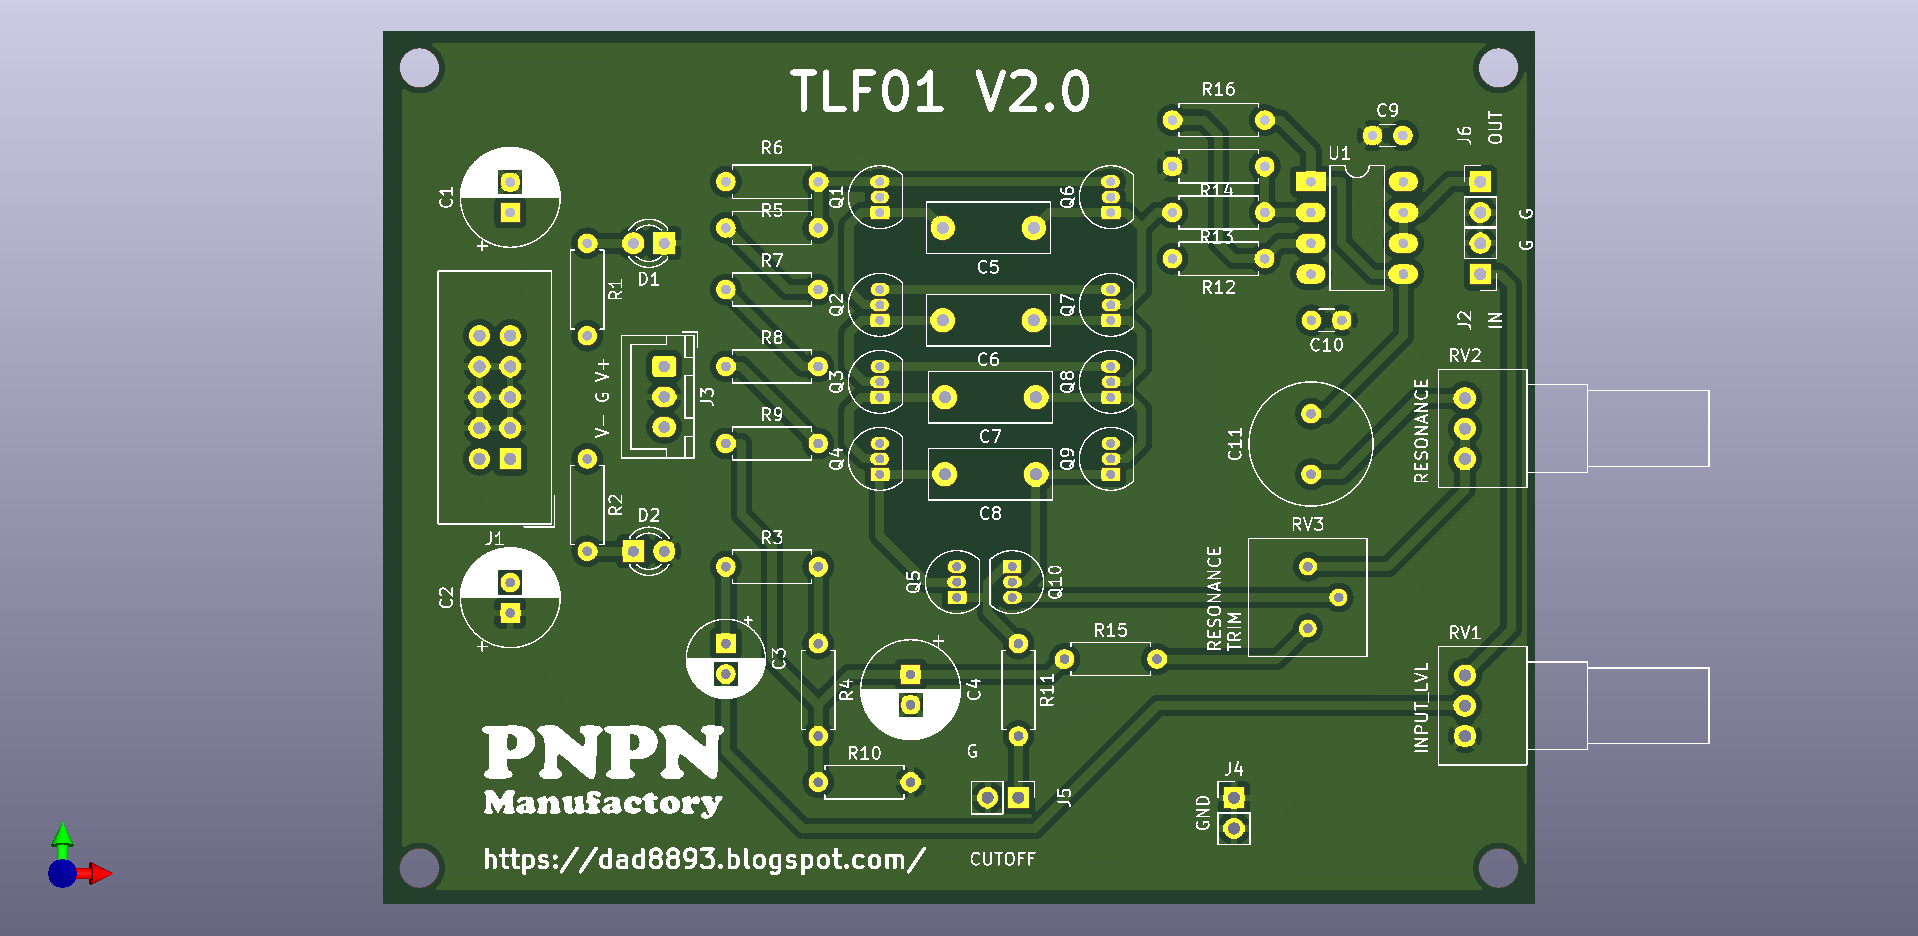 TLF01 V2.0
R16
C9
J6
OUT
R6
U1
C1
Q1
Q6
R14
R5
G
R13
G
+
D1
R7
C5
R12
R1
Q2
Q7
J2
IN
R8
C6
C10
RV2
V- G V+
J3
Q3
Q8
RESONANCE
R9
C7
C11
Q4
Q9
R2
D2
C8
RV3
J1
R3
C2
Q5
Q10
RESONANCE
TRIM
+
+
+
R15
RV1
C3
R4
C4
R11
INPUT_LVL
PNPN
Manufactory
R10
G
J4
J5
GND
https://dad8893.blogspot.com/
CUTOFF